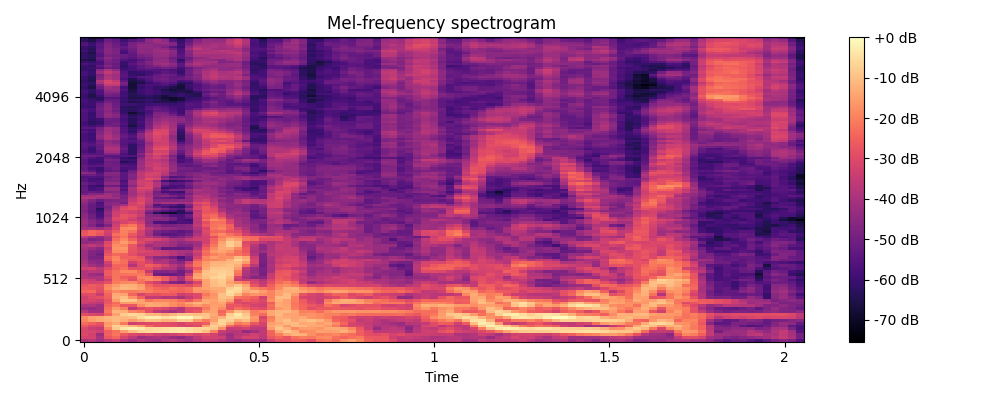 Mel-frequency spectrogram
+0 dB
-10 dB
-20 dB
-30 dB
-40 dB
-50 dB
-60 dB
-70 dB
Hz
4096
2048
1024
512
0
0 0.5 1 1.5 2
Time